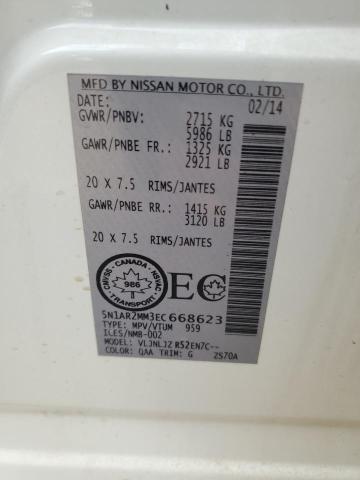 MFD BY NISSAN MOTOR CO., LTD.
DATE: 02/14
GVWR/PNBV: 2715 KG
5986 LB
GAWR/PNBE FR.: 1325 KG
2921 LB
20 X 7.5 RIMS/JANTES
GAWR/PNBE RR.: 1415 KG
3120 LB
20 X 7.5 RIMS/JANTES
CMVSS - CANADA - NSVAC
986
TRANSPORT
EC
5N1AR2MM3EC668623
TYPE: MPV/VTUM 959
ICES/NMB-002
MODEL: VLJNLJZ R52EN7C--
COLOR: QAA TRIM: G 2S70A